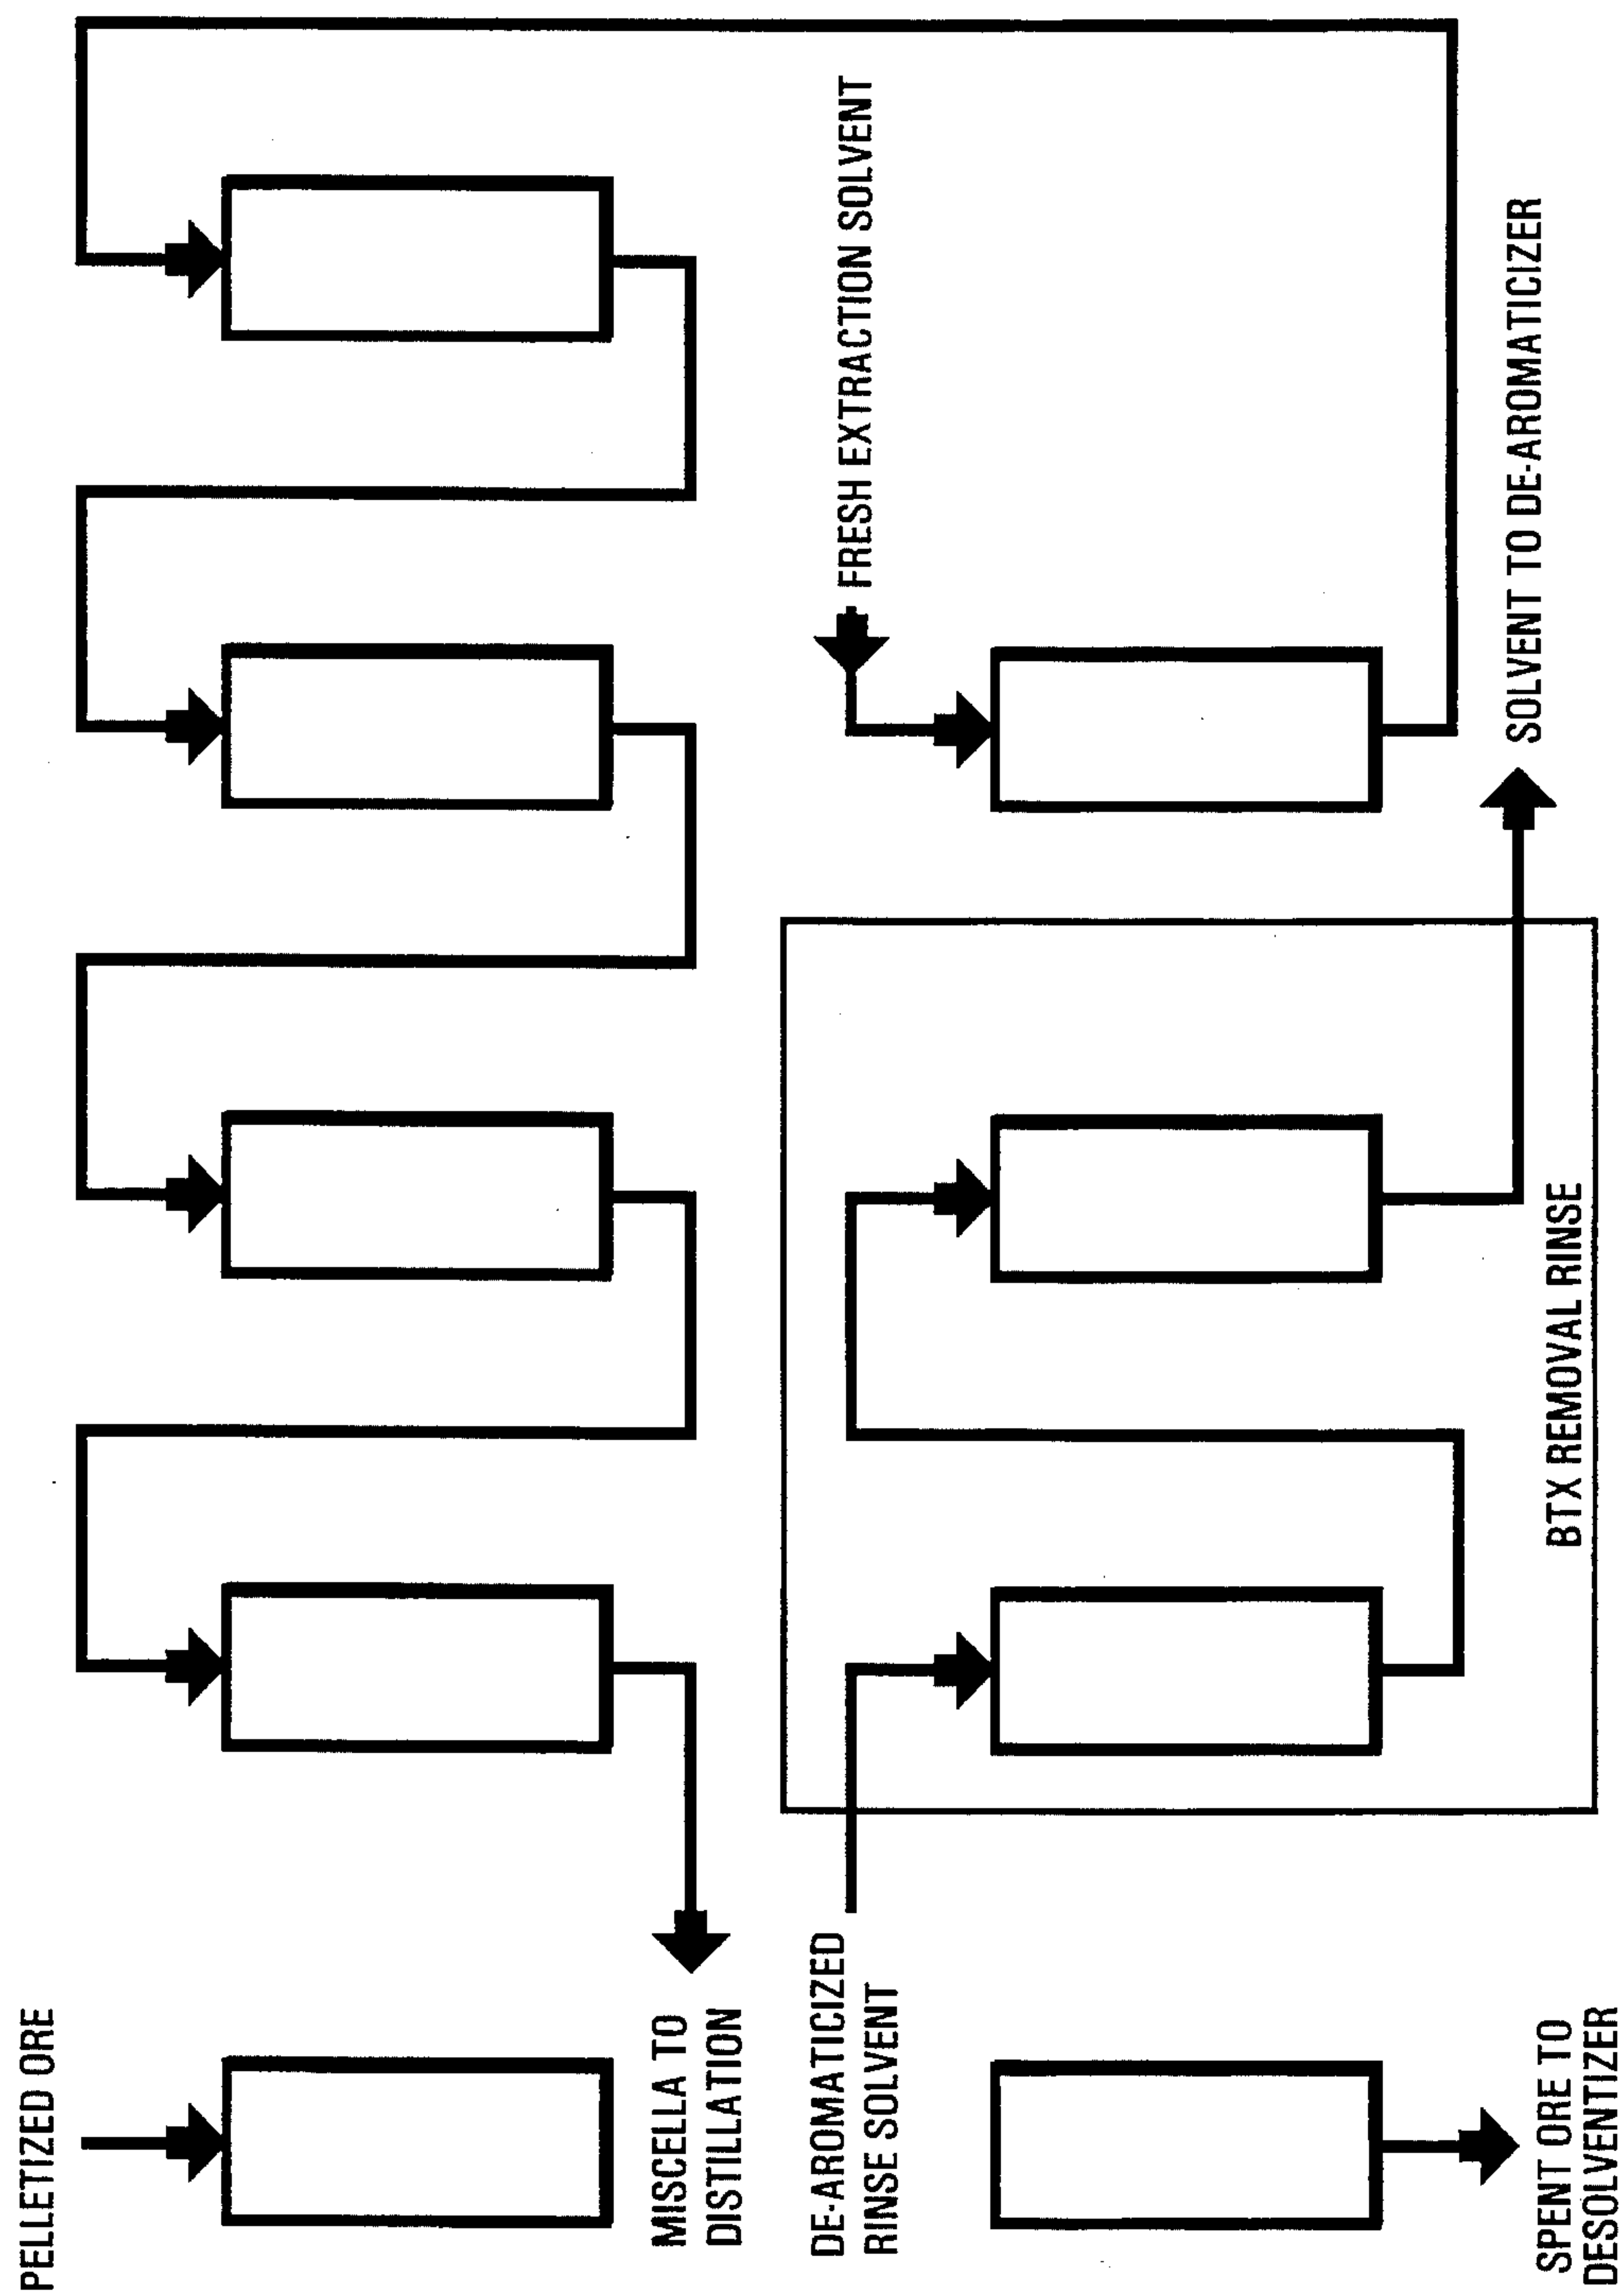 PELLETIZED ORE
MISCELLA TO
DISTILLATION
FRESH EXTRACTION SOLVENT
DE-AROMATICIZED
RINSE SOLVENT
SOLVENT TO DE-AROMATICIZER
BTX REMOVAL RINSE
SPENT ORE TO
DESOLVENTIZER